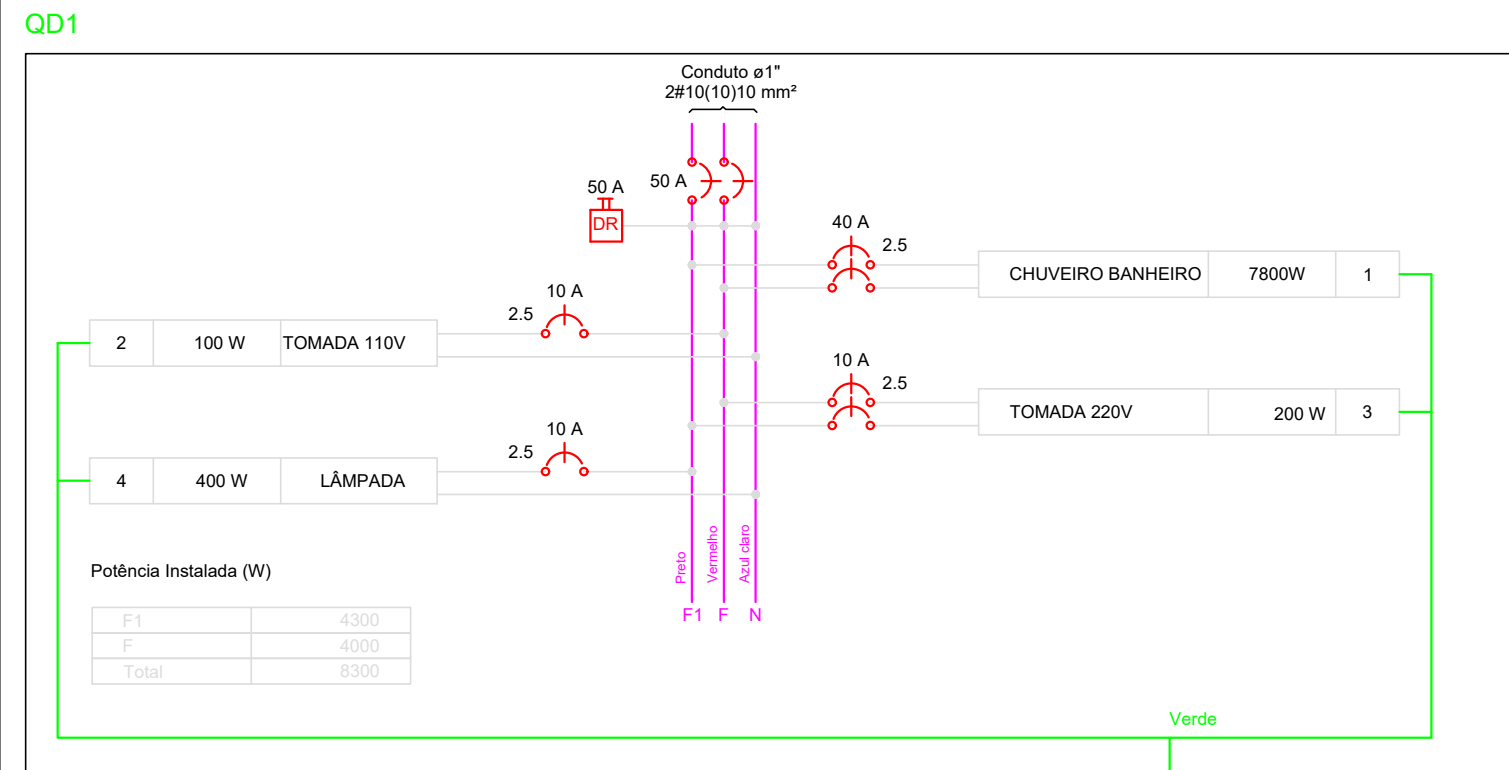 QD1
Conduto ø1"
2#10(10)10 mm²
50 A
50 A
DR
40 A
2.5
CHUVEIRO BANHEIRO 7800W 1
10 A
2.5
2 100 W TOMADA 110V
10 A
2.5
TOMADA 220V 200 W 3
10 A
2.5
4 400 W LÂMPADA
Preto
Vermelho
Azul claro
F1 F N
Potência Instalada (W)
F1 4300
F 4000
Total 8300
Verde